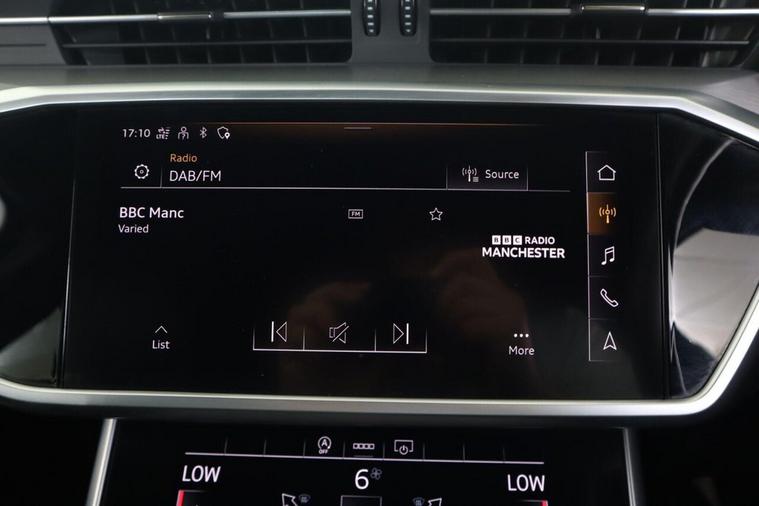 17:10
LTE
Radio
DAB/FM
Source
BBC Manc
FM
Varied
BBC RADIO
MANCHESTER
List
More
A
OFF
LOW
6
LOW